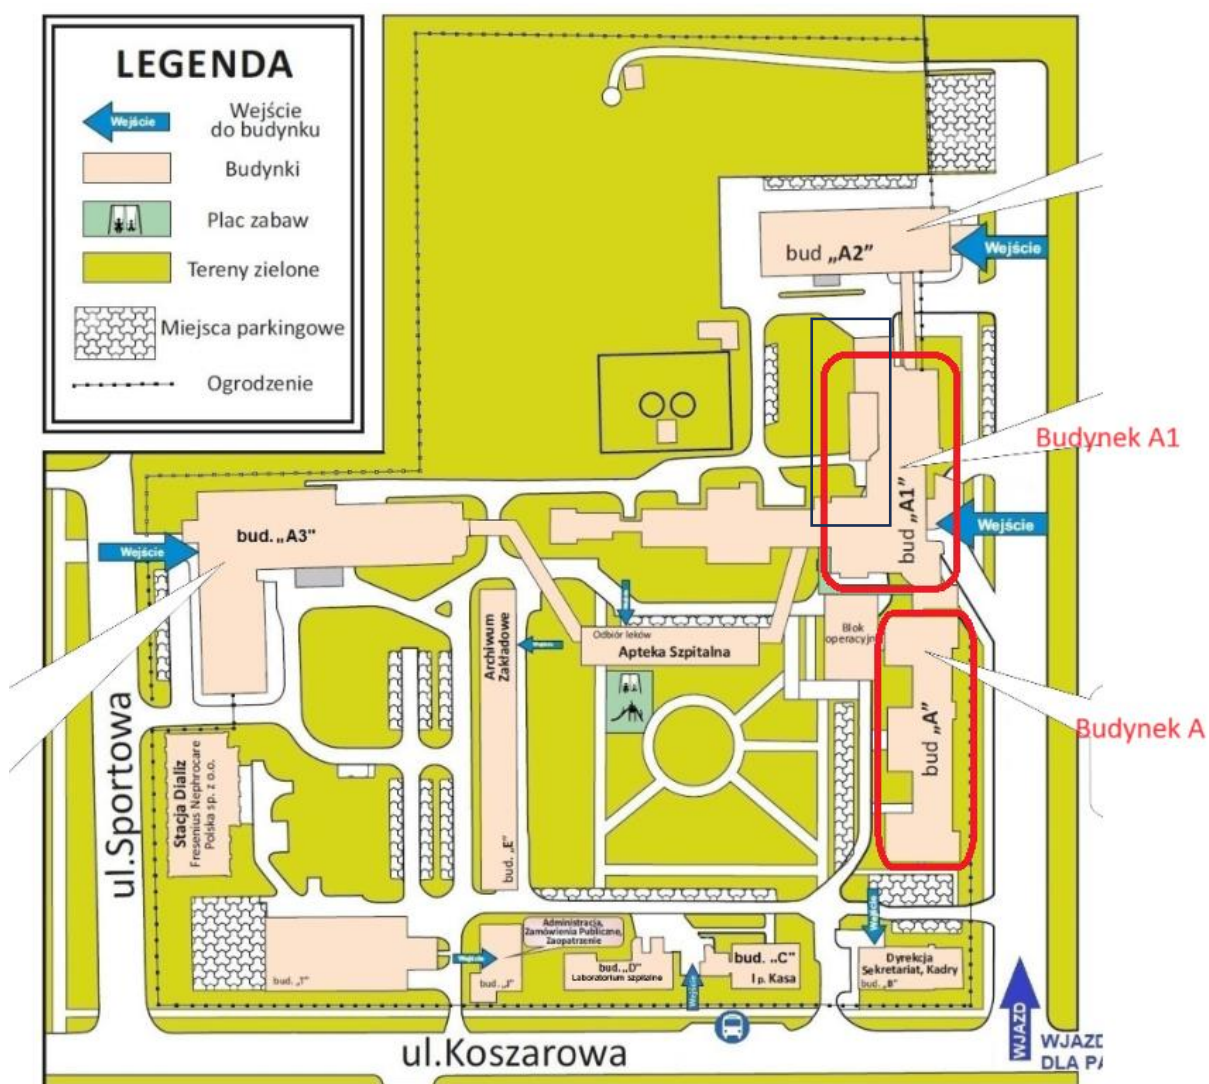 LEGENDA
Wejście
Wejście
do budynku
Budynki
Plac zabaw
Tereny zielone
Miejsca parkingowe
Ogrodzenie
bud „A2”
Wejście
Budynek A1
bud „A1”
Wejście
bud. „A3"
Wejście
Odbiór leków
Apteka Szpitalna
Archiwum
Zakładowe
bud. „E”
Blok
operacyjn
Budynek A
bud „A”
ul.Sportowa
Stacja Dializ
Fresenius Nephrocare
Polska sp. z o.o.
Administracja,
Zamówienia Publiczne,
Zaopatrzenie
Wejście
bud. „T”
Wejście
bud. „J”
bud. „D”
Laboratorium szpitalne
Wejście
bud. „C”
I p. Kasa
Dyrekcja
Sekretariat, Kadry
bud. „B”
ul.Koszarowa
WJAZD
WJAZD
DLA PA